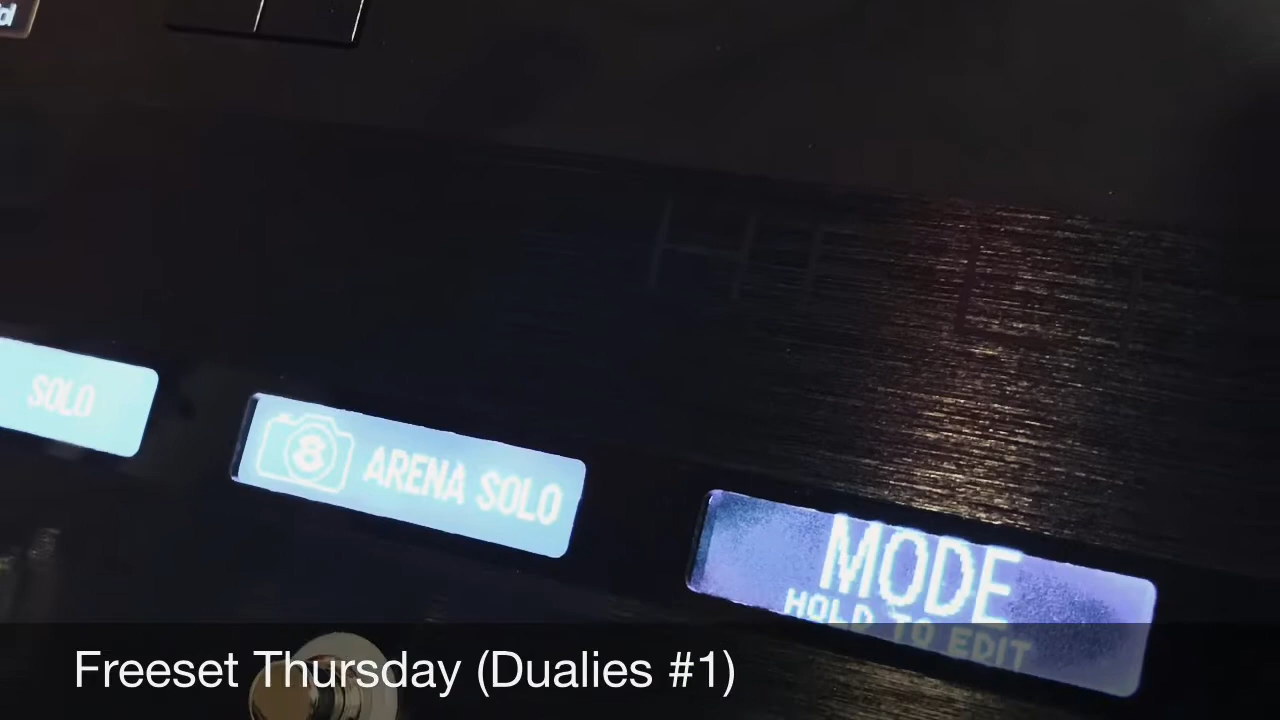 SOLO
8 ARENA SOLO
MODE
HOLD TO EDIT
Freeset Thursday (Dualies #1)